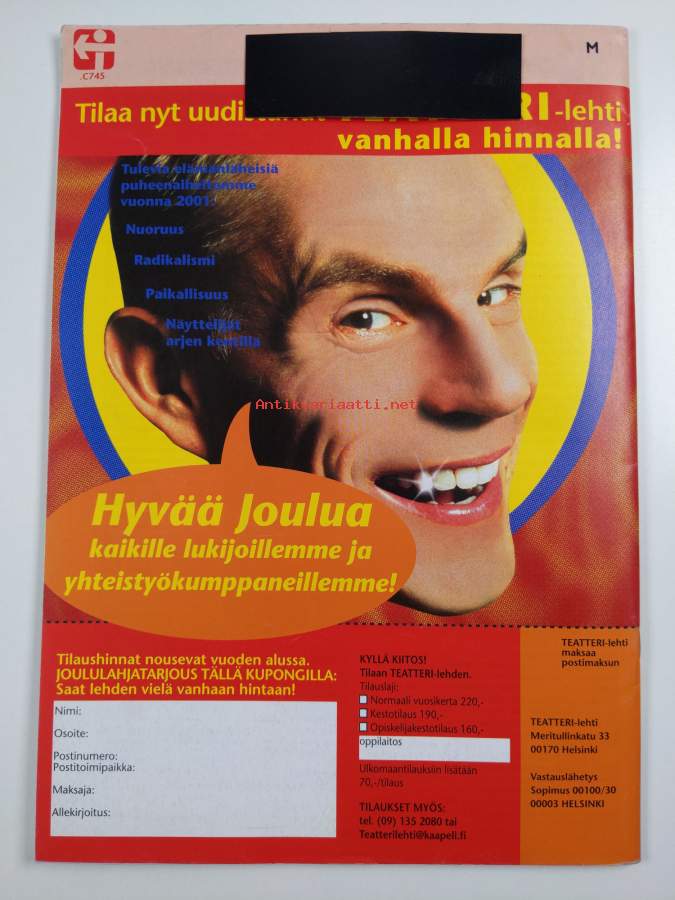 .C745
M
Tilaa nyt -lehti
vanhalla hinnalla!
Tulevia elämänläheisiä
puheenaiheitamme
vuonna 2001:
Nuoruus
Radikalismi
Paikallisuus
Näyttelijät
arjen kentillä
Antikvariaatti.net
Hyvää Joulua
kaikille lukijoillemme ja
yhteistyökumppaneillemme!
Tilaushinnat nousevat vuoden alussa.
JOULULAHJATARJOUS TÄLLÄ KUPONGILLA:
Saat lehden vielä vanhaan hintaan!
Nimi:
Osoite:
Postinumero:
Postitoimipaikka:
Maksaja:
Allekirjoitus:
KYLLÄ KIITOS!
Tilaan TEATTERI-lehden.
Tilauslaji:
Normaali vuosikerta 220,-
Kestotilaus 190,-
Opiskelijakestotilaus 160,-
oppilaitos
Ulkomaantilauksiin lisätään
70,-/tilaus
TILAUKSET MYÖS:
tel. (09) 135 2080 tai
Teatterilehti@kaapeli.fi
TEATTERI-lehti
maksaa
postimaksun
TEATTERI-lehti
Meritullinkatu 33
00170 Helsinki
Vastauslähetys
Sopimus 00100/30
00003 HELSINKI